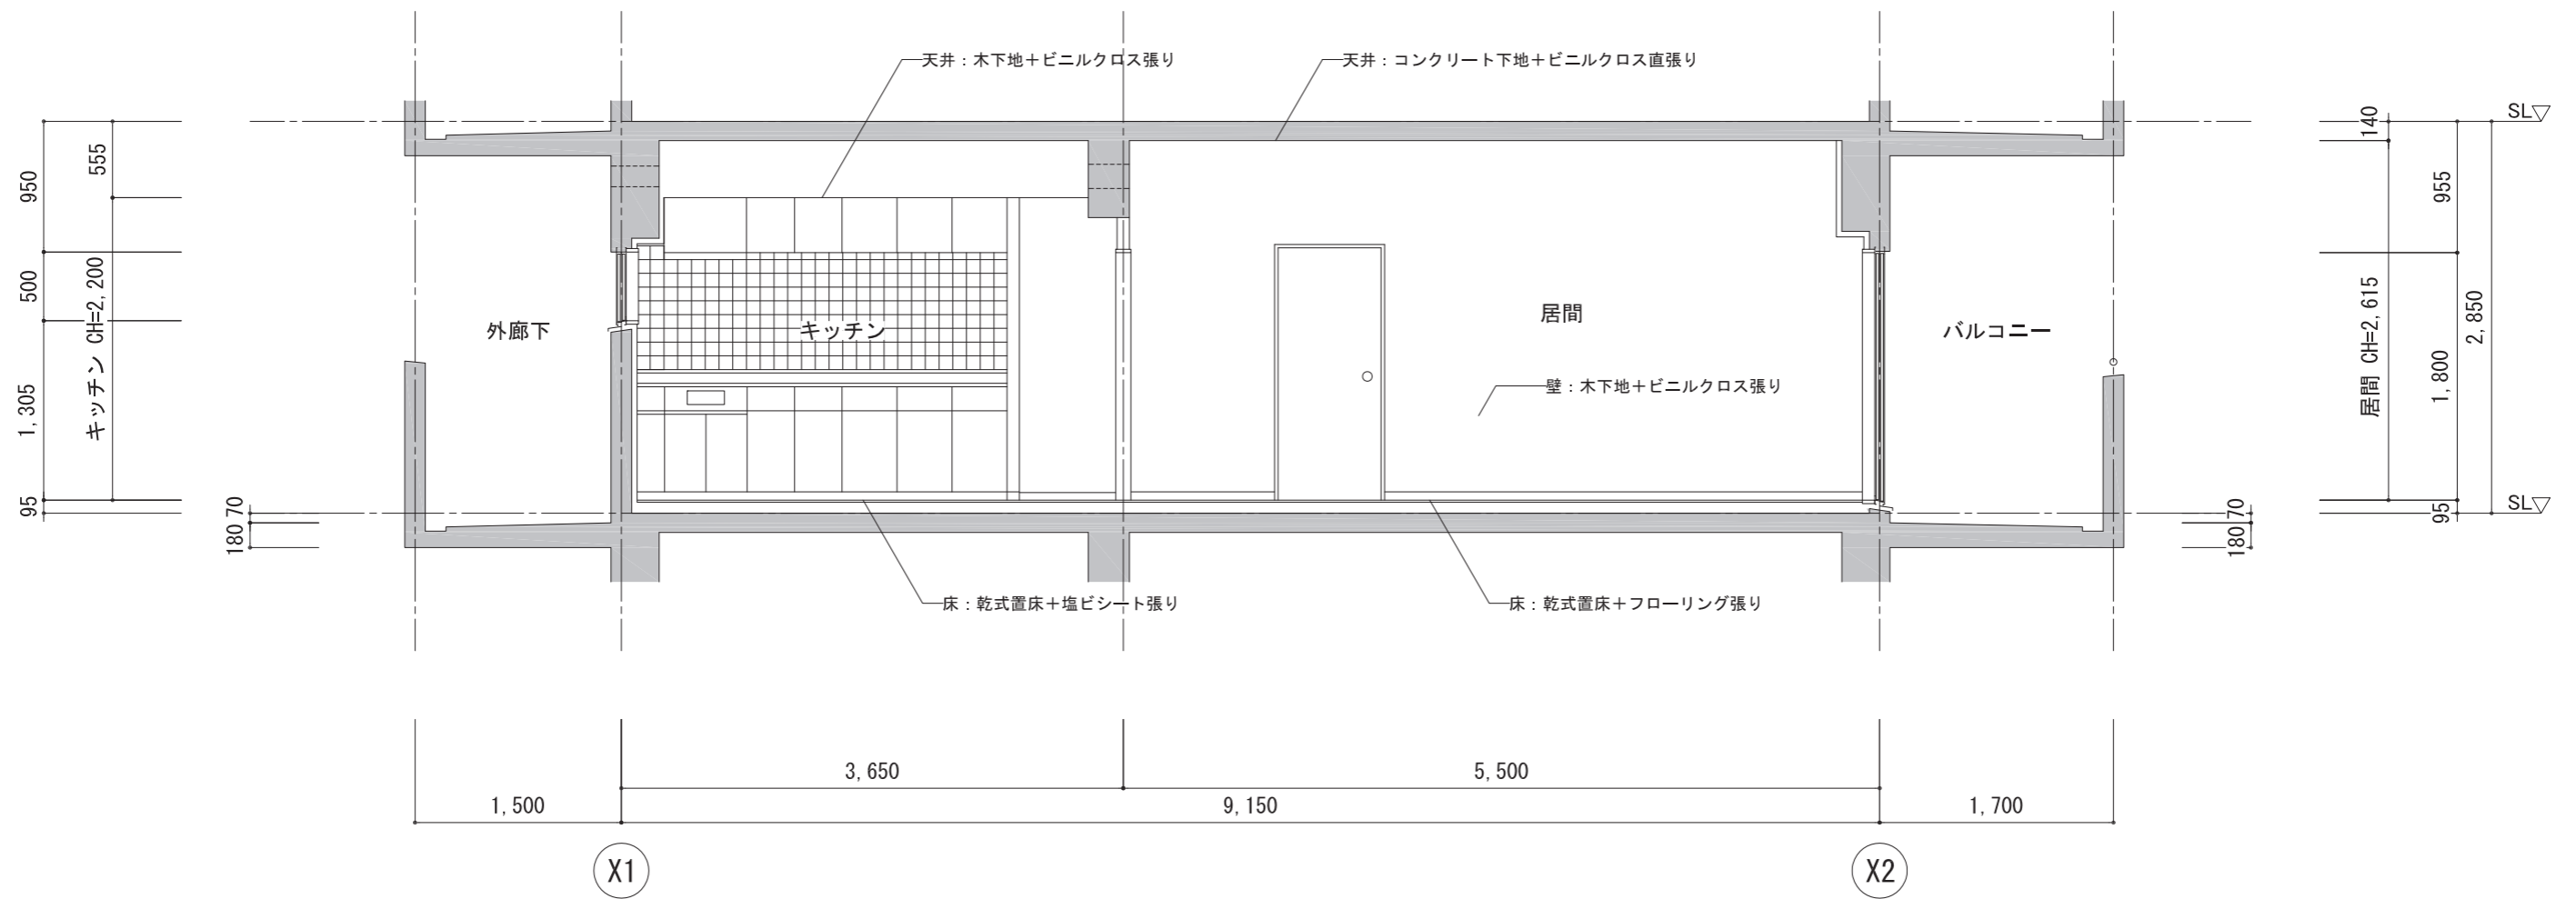 天井：木下地＋ビニルクロス張り
天井：コンクリート下地＋ビニルクロス直張り
SL▽
140
555
950
955
500
キッチン CH=2,200
居間 CH=2,615
2,850
外廊下
キッチン
居間
バルコニー
1,305
壁：木下地＋ビニルクロス張り
1,800
95
180 70
95
180 70
SL▽
床：乾式置床＋塩ビシート張り
床：乾式置床＋フローリング張り
3,650
5,500
1,500
9,150
1,700
X1
X2